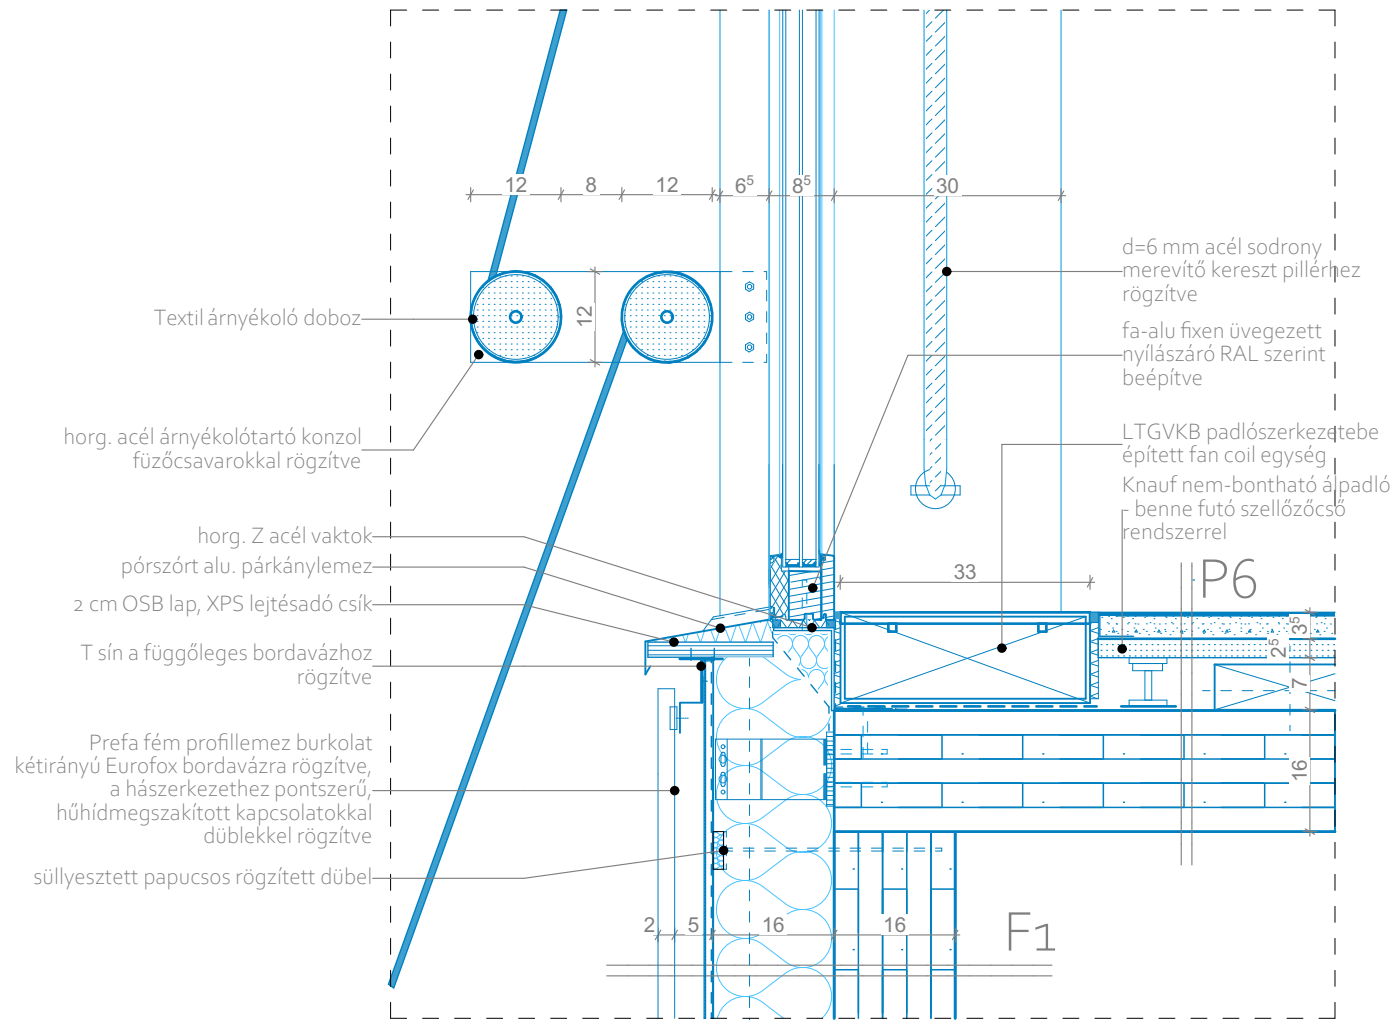 12
8
12
6⁵
8⁵
30
12
d=6 mm acél sodrony
merevítő kereszt pillérhez
rögzítve
Textil árnyékoló doboz
fa-alu fixen üvegezett
nyílászáró RAL szerint
beépítve
horg. acél árnyékolótartó konzol
füzőcsavarokkal rögzítve
LTGVKB padlószerkezetebe
épített fan coil egység
Knauf nem-bontható álpadló
- benne futó szellőzőcső
rendszerrel
horg. Z acél vaktok
pórszórt alu. párkánylemez
2 cm OSB lap, XPS lejtésadó csík
T sín a függőleges bordavázhoz
rögzítve
33
P6
3⁵
2⁵
7
16
Prefa fém profillemez burkolat
kétirányú Eurofox bordavázra rögzítve,
a hászerkezethez pontszerű,
hűhídmegszakított kapcsolatokkal
düblekkel rögzítve
süllyesztett papucsos rögzített dübel
2
5
16
16
F1